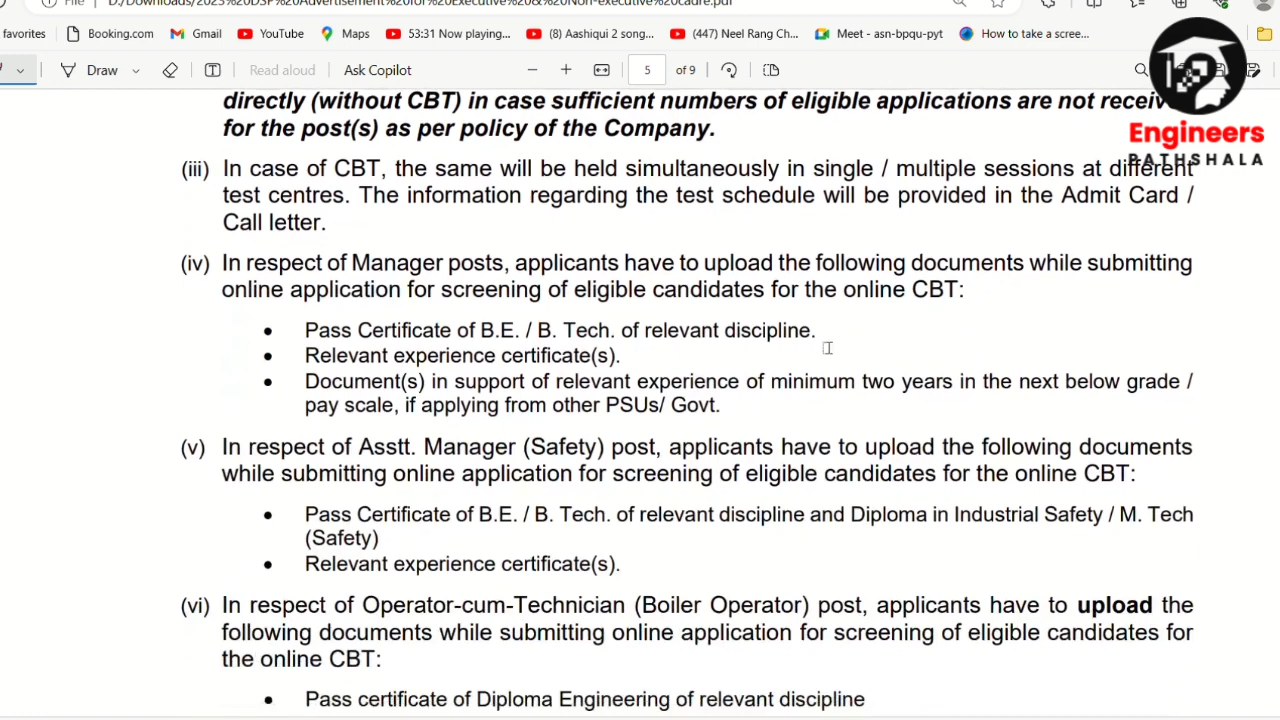 File
D:/Downloads/2023%20DSP%20Advertisement%20for%20Executive%20&%20Non-executive%20cadre.pdf
favorites Booking.com Gmail YouTube Maps 53:31 Now playing... (8) Aashiqui 2 song... (447) Neel Rang Ch... Meet - asn-bpqu-pyt How to take a scree...
Draw Read aloud Ask Copilot 5 of 9
Engineers
PATHSHALA
directly (without CBT) in case sufficient numbers of eligible applications are not receiv
for the post(s) as per policy of the Company.
(iii) In case of CBT, the same will be held simultaneously in single / multiple sessions at different
test centres. The information regarding the test schedule will be provided in the Admit Card /
Call letter.
(iv) In respect of Manager posts, applicants have to upload the following documents while submitting
online application for screening of eligible candidates for the online CBT:
• Pass Certificate of B.E. / B. Tech. of relevant discipline.
• Relevant experience certificate(s).
• Document(s) in support of relevant experience of minimum two years in the next below grade /
pay scale, if applying from other PSUs/ Govt.
(v) In respect of Asstt. Manager (Safety) post, applicants have to upload the following documents
while submitting online application for screening of eligible candidates for the online CBT:
• Pass Certificate of B.E. / B. Tech. of relevant discipline and Diploma in Industrial Safety / M. Tech
(Safety)
• Relevant experience certificate(s).
(vi) In respect of Operator-cum-Technician (Boiler Operator) post, applicants have to upload the
following documents while submitting online application for screening of eligible candidates for
the online CBT:
• Pass certificate of Diploma Engineering of relevant discipline